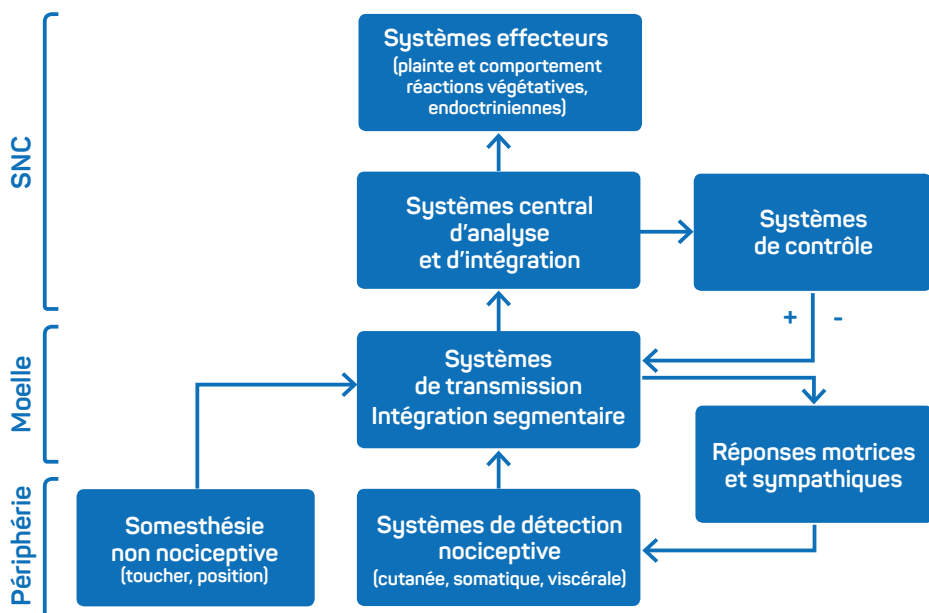 SNC
Systèmes effecteurs
(plainte et comportement
réactions végétatives,
endoctriniennes)
Systèmes central
d'analyse
et d'intégration
Systèmes
de contrôle
+ -
Moelle
Systèmes
de transmission
Intégration segmentaire
Réponses motrices
et sympathiques
Périphérie
Somesthésie
non nociceptive
(toucher, position)
Systèmes de détection
nociceptive
(cutanée, somatique, viscérale)